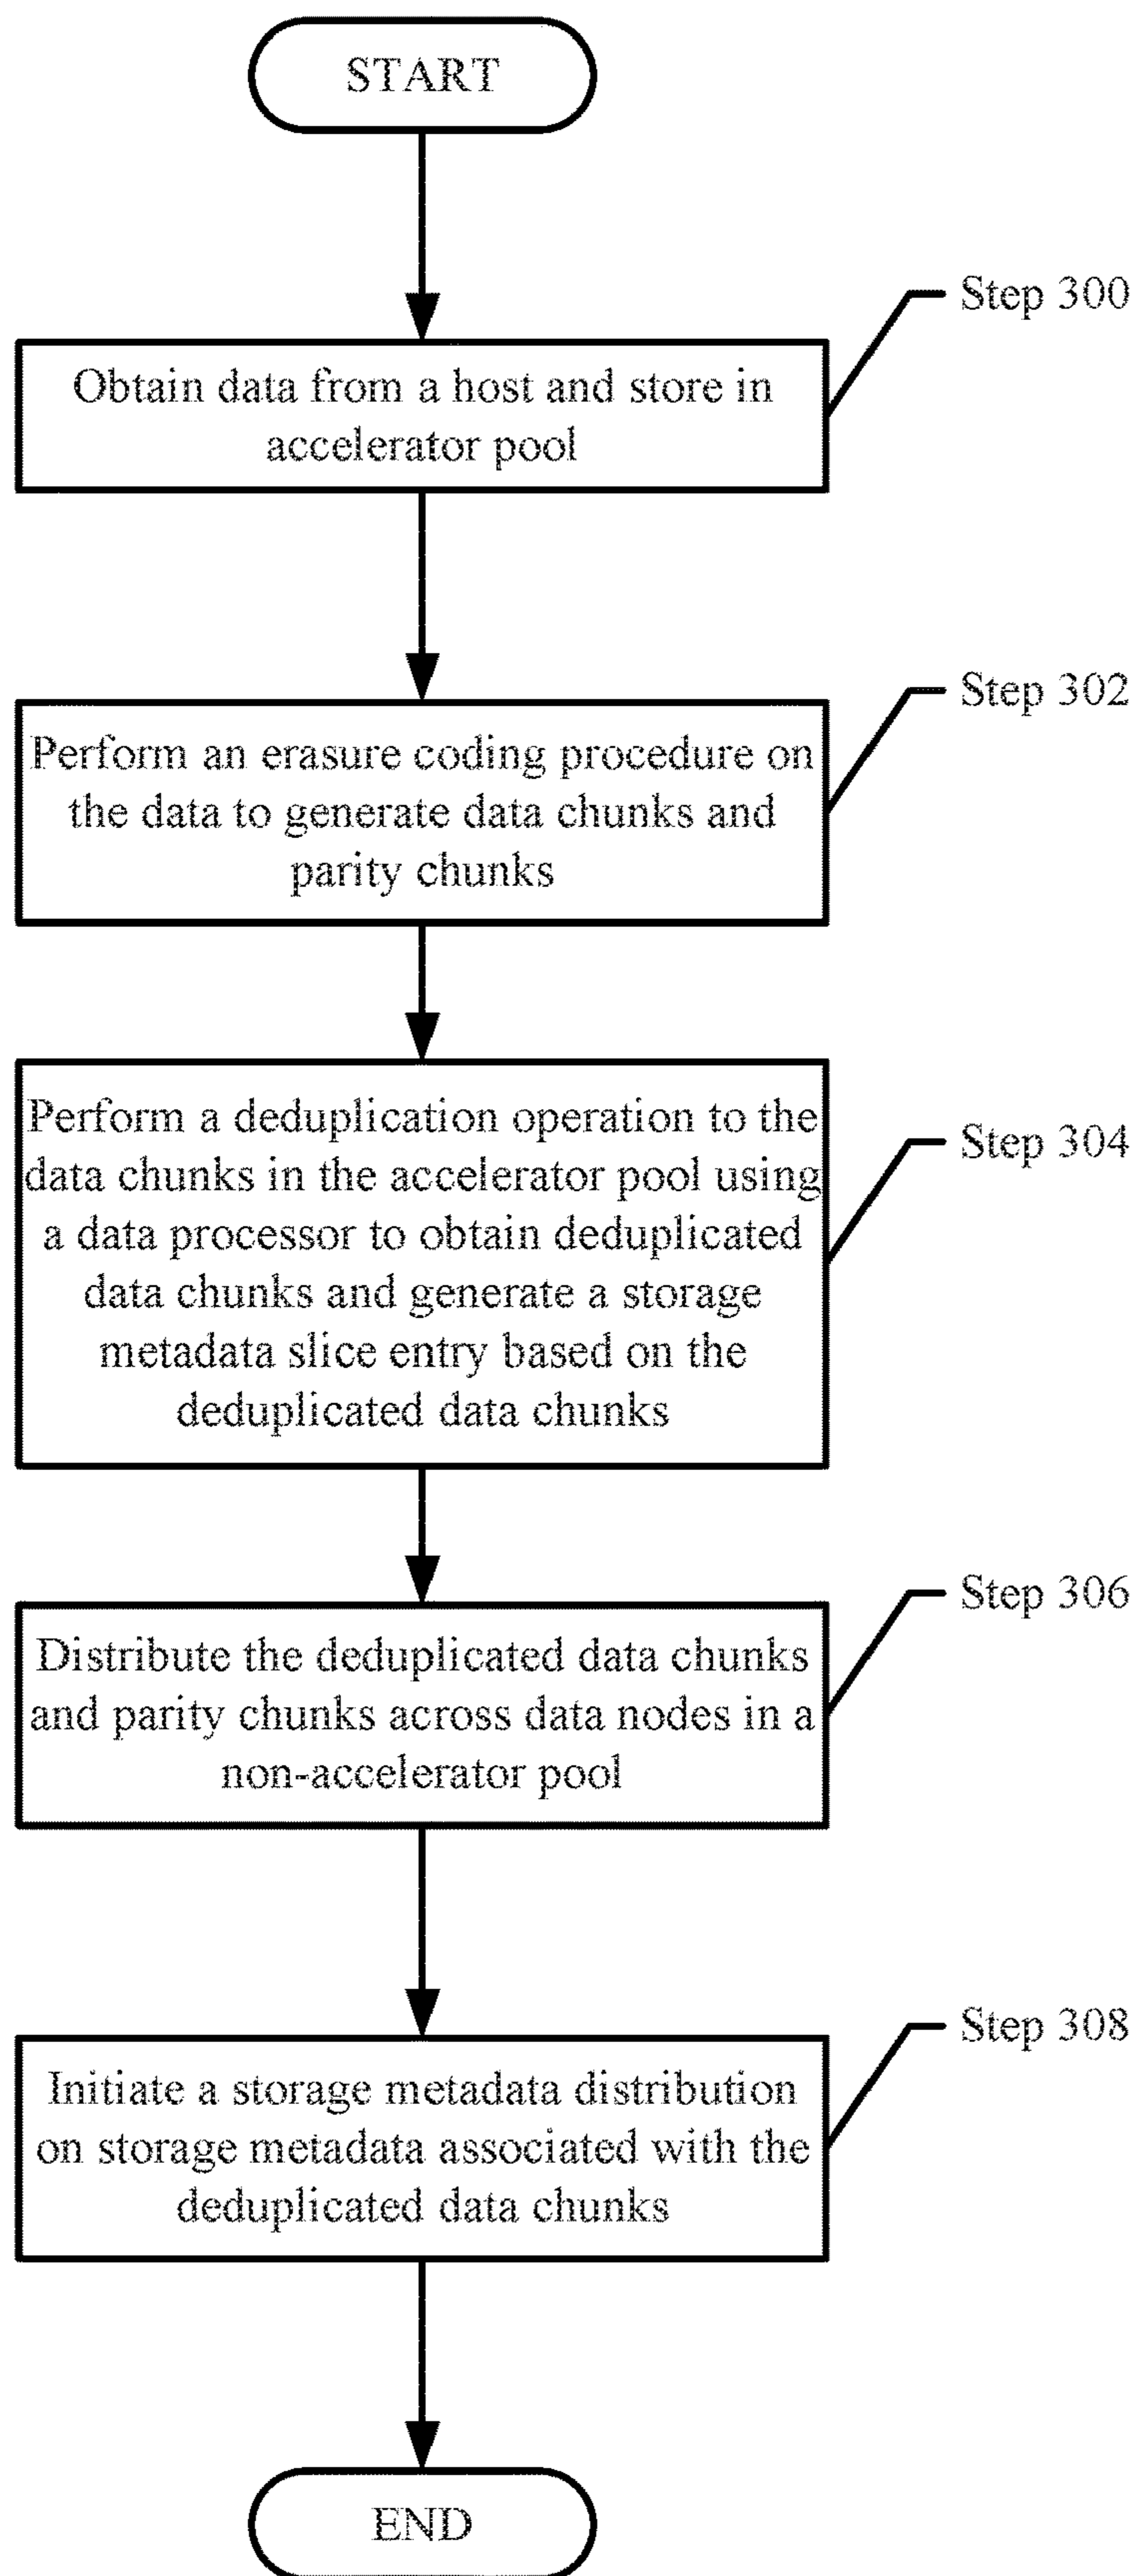 START
Step 300
Obtain data from a host and store in
accelerator pool
Step 302
Perform an erasure coding procedure on
the data to generate data chunks and
parity chunks
Step 304
Perform a deduplication operation to the
data chunks in the accelerator pool using
a data processor to obtain deduplicated
data chunks and generate a storage
metadata slice entry based on the
deduplicated data chunks
Step 306
Distribute the deduplicated data chunks
and parity chunks across data nodes in a
non-accelerator pool
Step 308
Initiate a storage metadata distribution
on storage metadata associated with the
deduplicated data chunks
END